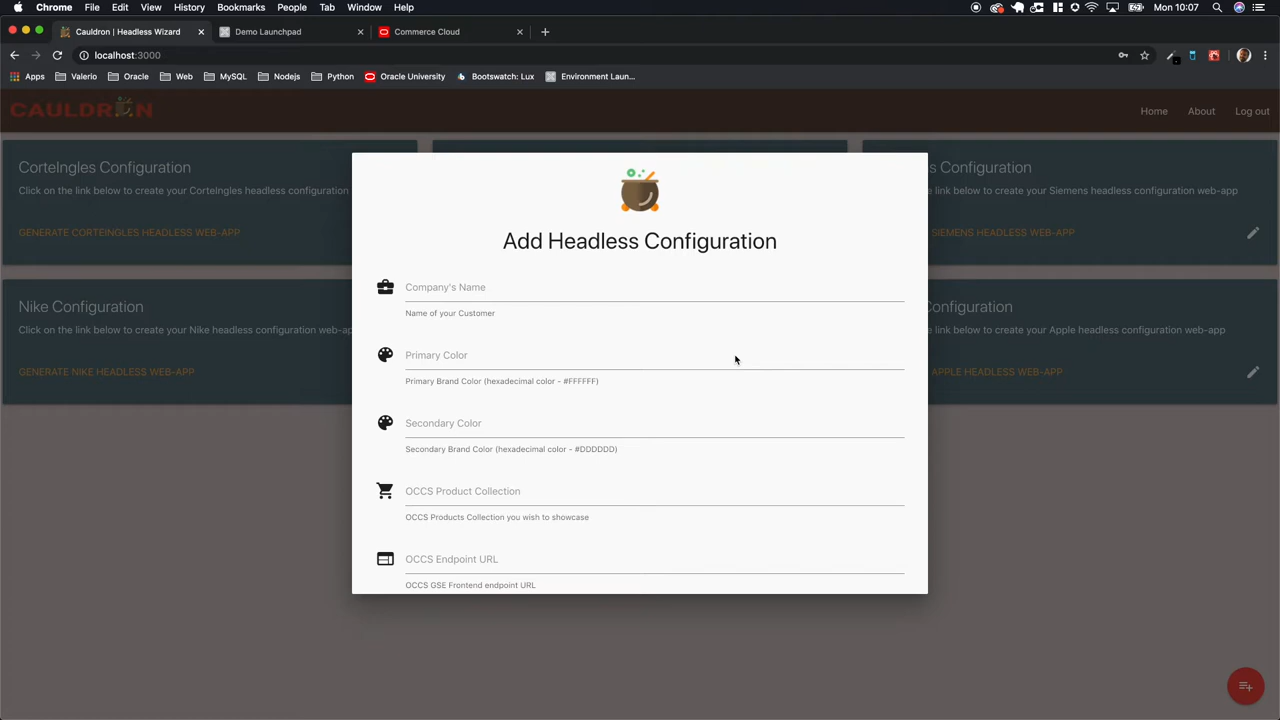 Chrome File Edit View History Bookmarks People Tab Window Help Mon 10:07
Cauldron | Headless Wizard Demo Launchpad Commerce Cloud
localhost:3000
Apps Valerio Oracle Web MySQL Nodejs Python Oracle University Bootswatch: Lux Environment Laun...
CAULDRON Home About Log out
CorteIngles Configuration
Click on the link below to create your CorteIngles headless configuration
GENERATE CORTEINGLES HEADLESS WEB-APP
s Configuration
e link below to create your Siemens headless configuration web-app
SIEMENS HEADLESS WEB-APP
Nike Configuration
Click on the link below to create your Nike headless configuration web-a
GENERATE NIKE HEADLESS WEB-APP
Configuration
e link below to create your Apple headless configuration web-app
APPLE HEADLESS WEB-APP
Add Headless Configuration
Company's Name
Name of your Customer
Primary Color
Primary Brand Color (hexadecimal color - #FFFFFF)
Secondary Color
Secondary Brand Color (hexadecimal color - #DDDDDD)
OCCS Product Collection
OCCS Products Collection you wish to showcase
OCCS Endpoint URL
OCCS GSE Frontend endpoint URL